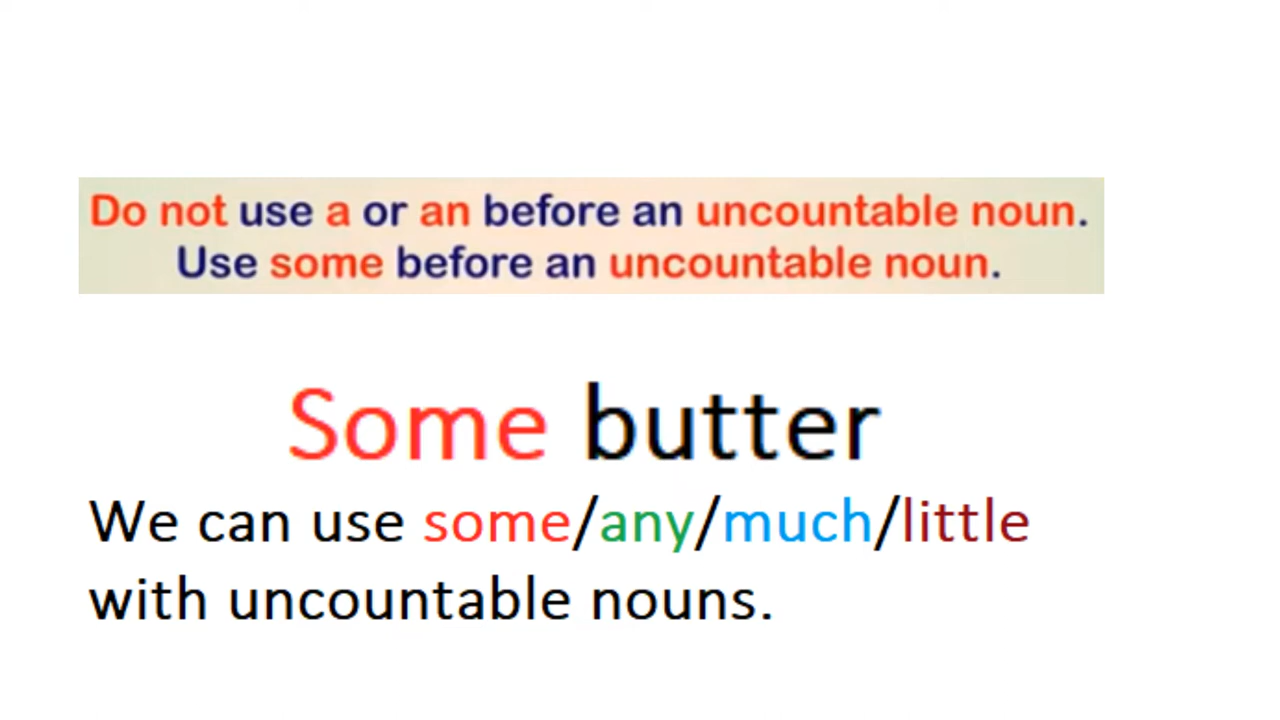 Do not use a or an before an uncountable noun.
Use some before an uncountable noun.
Some butter
We can use some/any/much/little
with uncountable nouns.